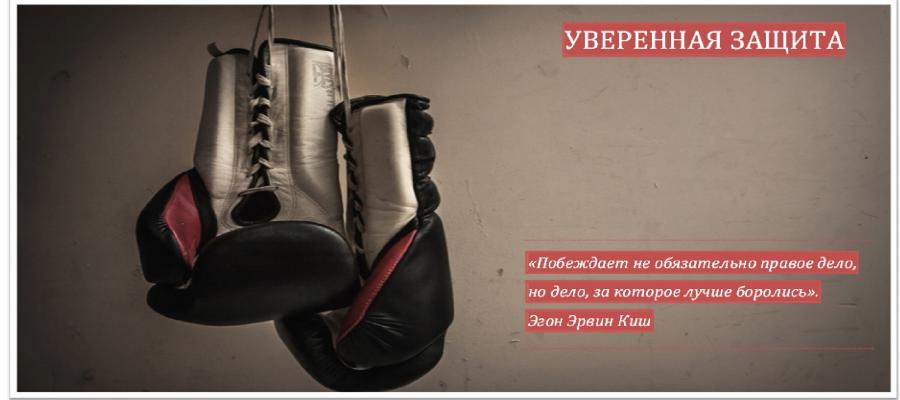 УВЕРЕННАЯ ЗАЩИТА
«Побеждает не обязательно правое дело,
но дело, за которое лучше боролись».
Эгон Эрвин Киш